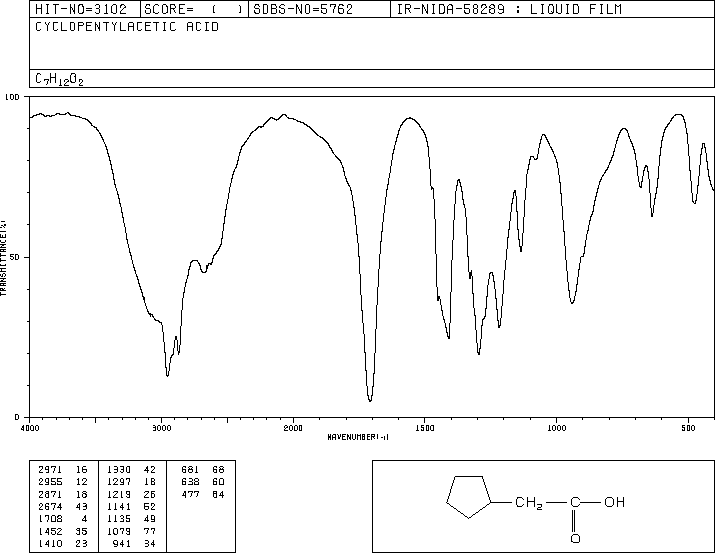 HIT-NO=3102 SCORE= ( ) SDBS-NO=5762 IR-NIDA-58289 : LIQUID FILM
CYCLOPENTYLACETIC ACID
C7H12O2
100
50
0
TRANSMITTANCE(%)
4000 3000 2000 1500 1000 500
WAVENUMBER(-1)
2971 16 1330 42 681 68
2955 12 1297 18 638 60
2871 18 1219 26 477 64
2674 43 1141 62
1708 4 1135 49
1452 35 1079 77
1410 23 941 34
CH2 C OH
O